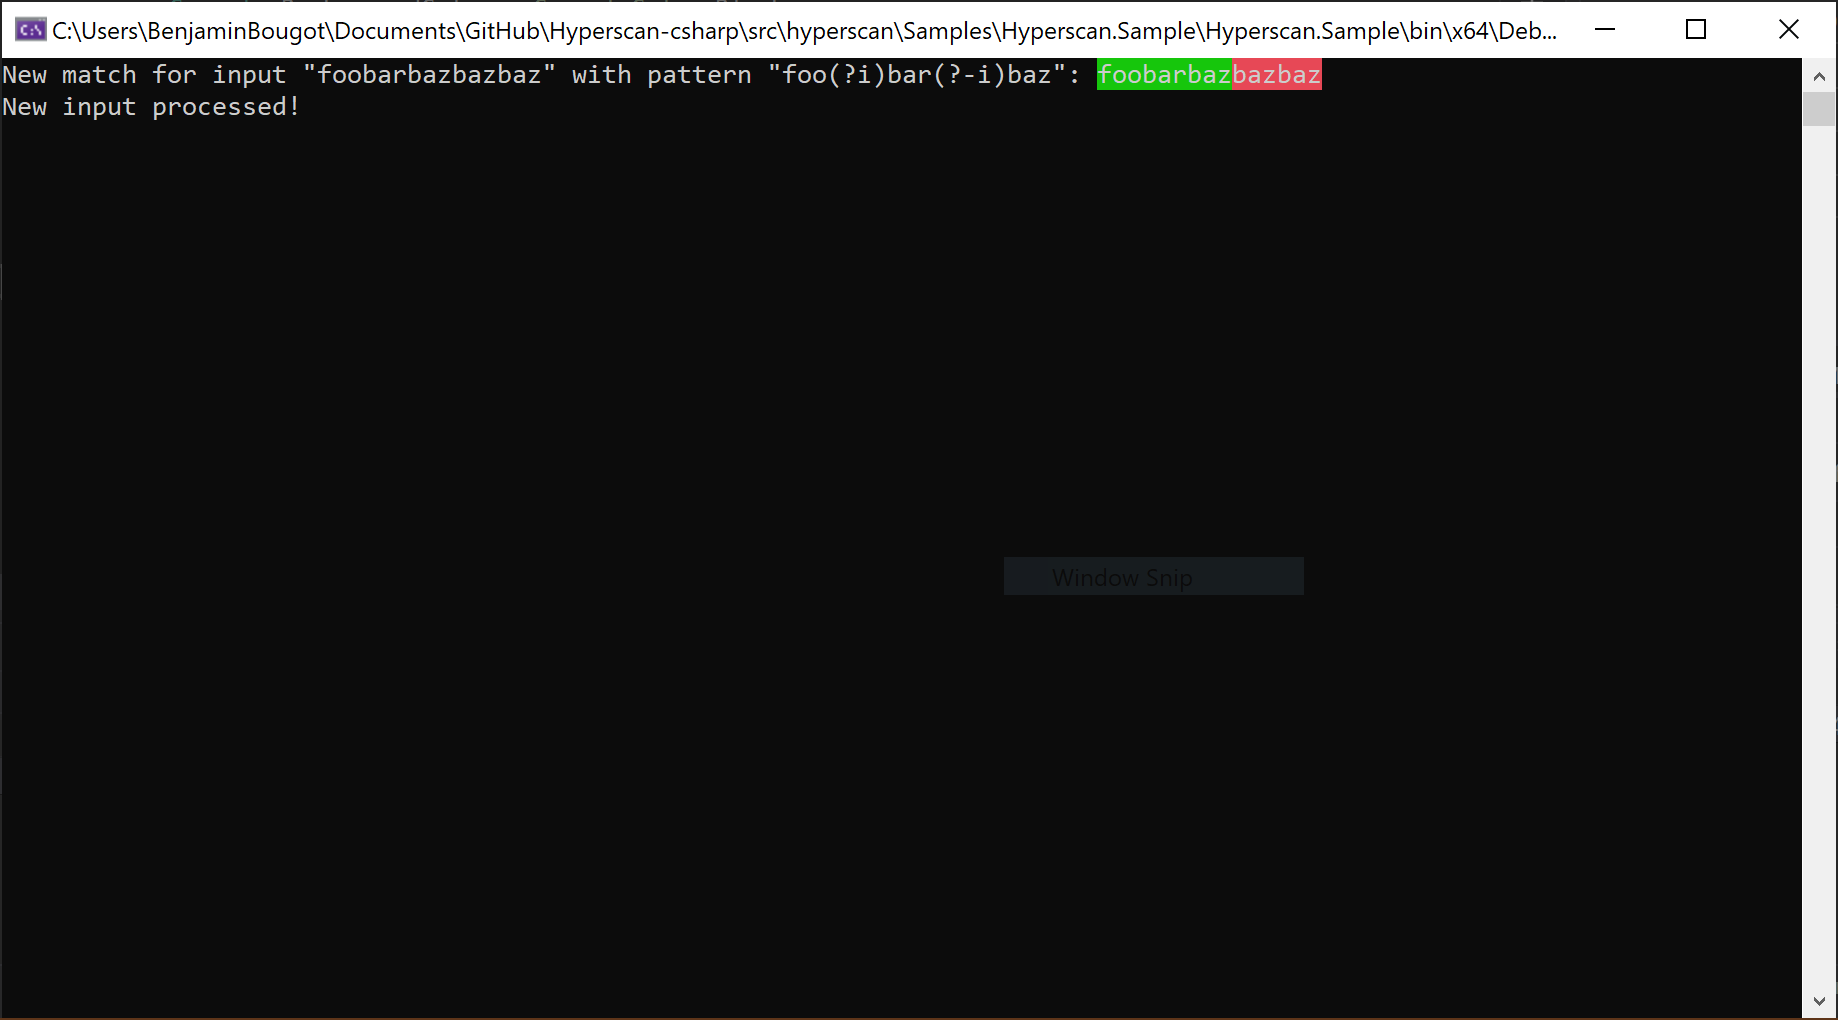 C:\Users\BenjaminBougot\Documents\GitHub\Hyperscan-csharp\src\hyperscan\Samples\Hyperscan.Sample\Hyperscan.Sample\bin\x64\Deb...
New match for input "foobarbazbazbaz" with pattern "foo(?i)bar(?-i)baz": foobarbazbazbaz
New input processed!
Window Snip